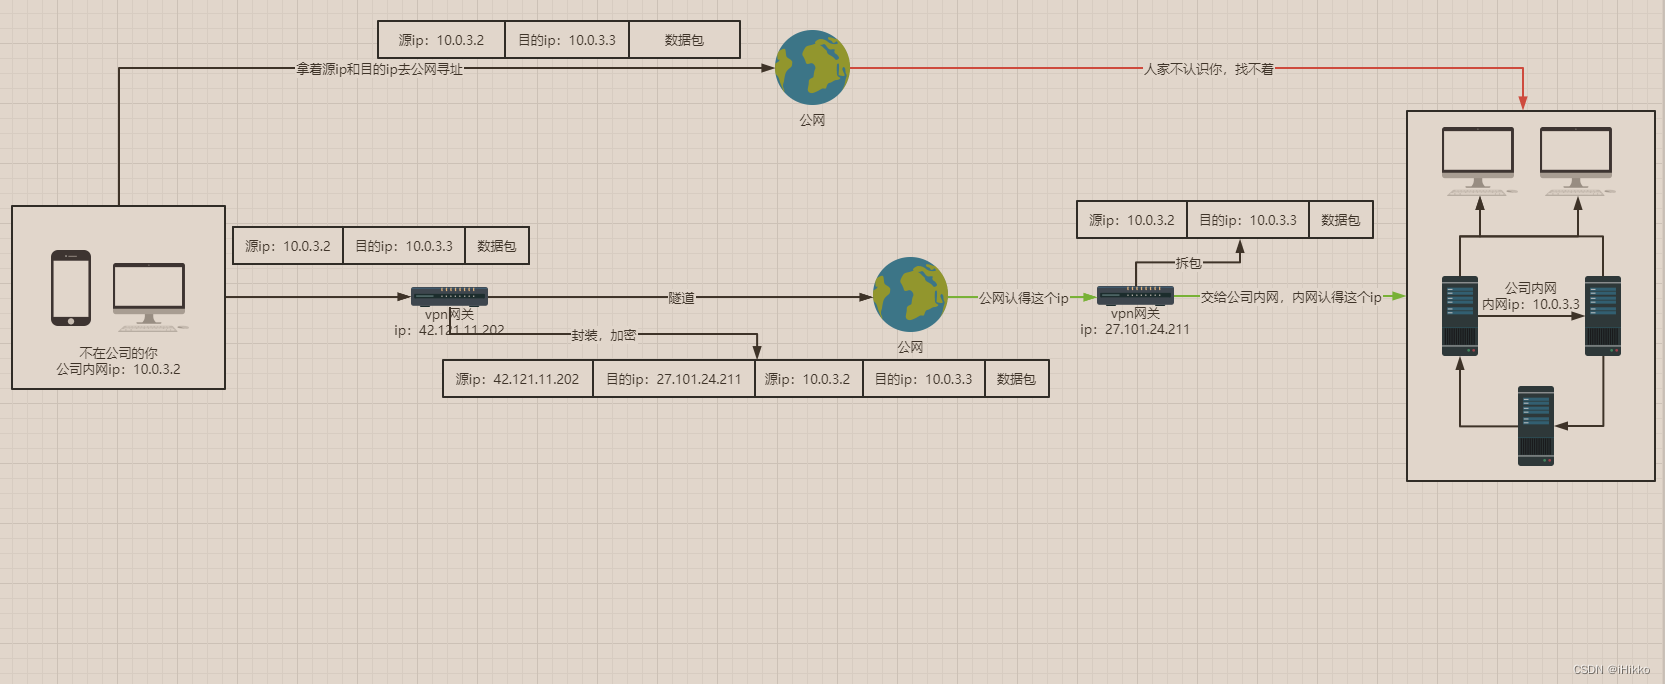 源ip：10.0.3.2
目的ip：10.0.3.3
数据包
拿着源ip和目的ip去公网寻址
人家不认识你，找不着
公网
源ip：10.0.3.2
目的ip：10.0.3.3
数据包
源ip：10.0.3.2
目的ip：10.0.3.3
数据包
拆包
隧道
公网认得这个ip
交给公司内网，内网认得这个ip
公司内网
内网ip：10.0.3.3
vpn网关
ip：42.121.11.202
vpn网关
ip：27.101.24.211
封装，加密
公网
不在公司的你
公司内网ip：10.0.3.2
源ip：42.121.11.202
目的ip：27.101.24.211
源ip：10.0.3.2
目的ip：10.0.3.3
数据包
CSDN @iHikko